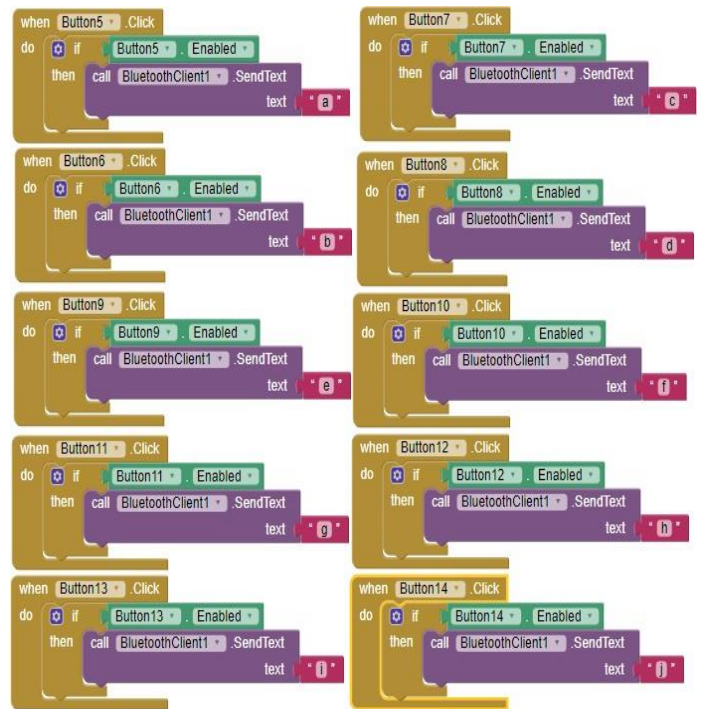 when Button5 .Click
do if Button5 . Enabled
then call BluetoothClient1 .SendText
text " a "
when Button7 .Click
do if Button7 . Enabled
then call BluetoothClient1 .SendText
text " c "
when Button6 .Click
do if Button6 . Enabled
then call BluetoothClient1 .SendText
text " b "
when Button8 .Click
do if Button8 . Enabled
then call BluetoothClient1 .SendText
text " d "
when Button9 .Click
do if Button9 . Enabled
then call BluetoothClient1 .SendText
text " e "
when Button10 .Click
do if Button10 . Enabled
then call BluetoothClient1 .SendText
text " f "
when Button11 .Click
do if Button11 . Enabled
then call BluetoothClient1 .SendText
text " g "
when Button12 .Click
do if Button12 . Enabled
then call BluetoothClient1 .SendText
text " h "
when Button13 .Click
do if Button13 . Enabled
then call BluetoothClient1 .SendText
text " i "
when Button14 .Click
do if Button14 . Enabled
then call BluetoothClient1 .SendText
text " j "